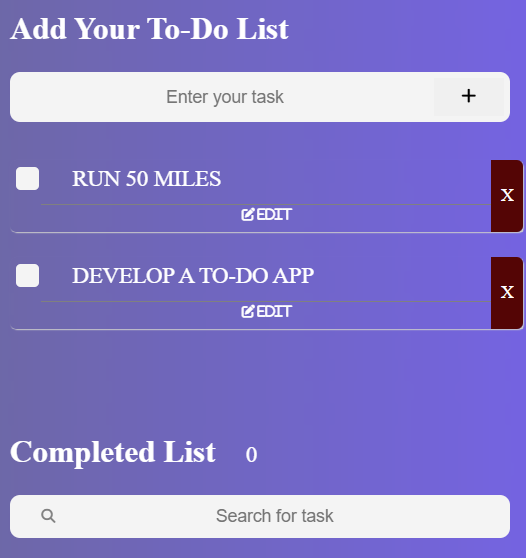 Add Your To-Do List
Enter your task +
RUN 50 MILES
X
EDIT
DEVELOP A TO-DO APP
X
EDIT
Completed List 0
Search for task